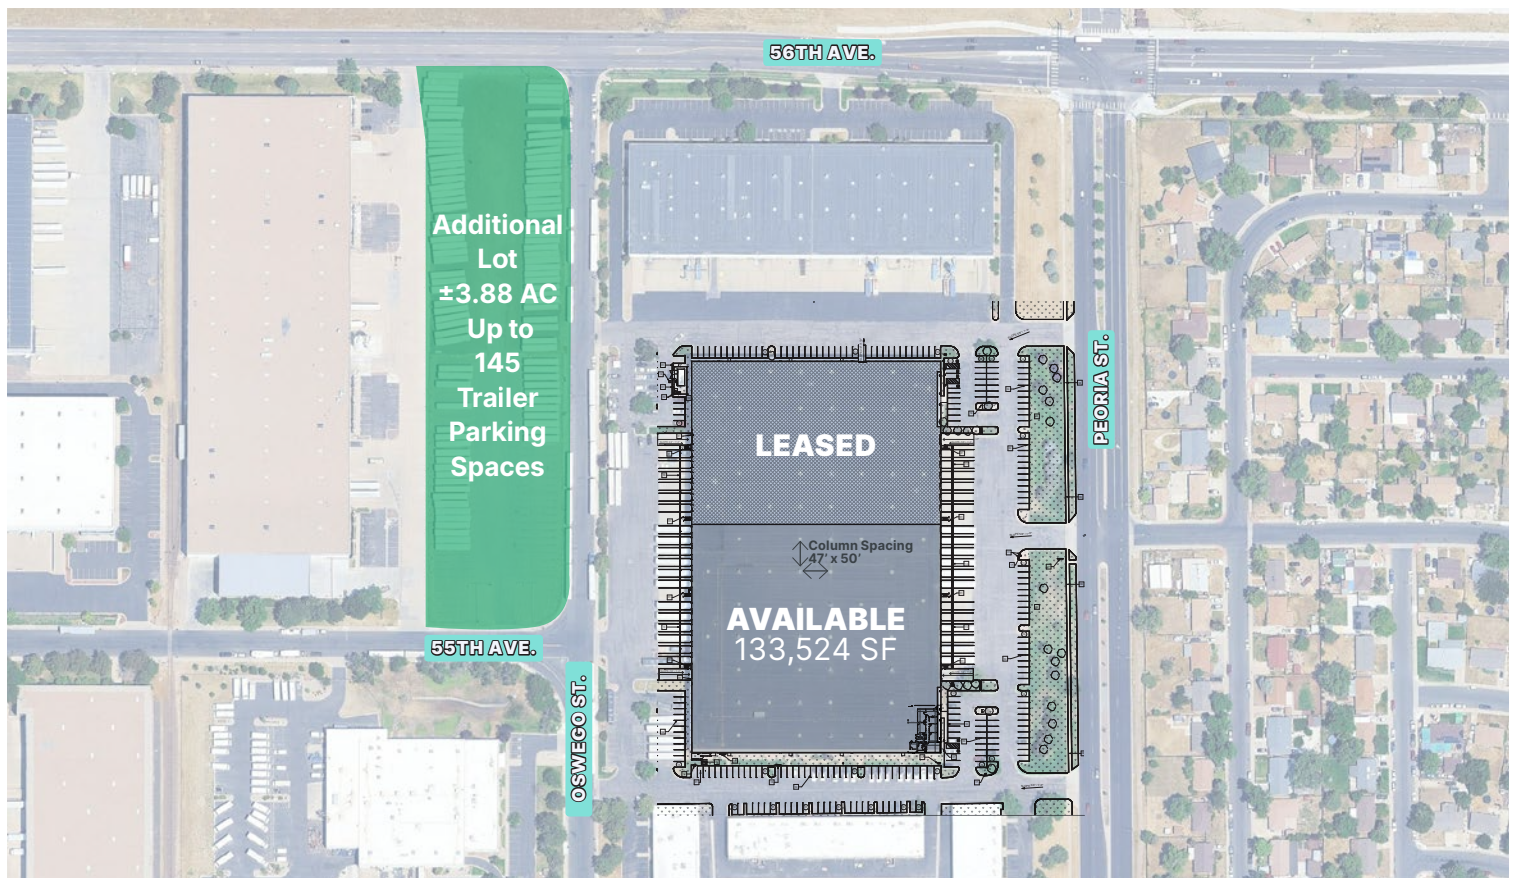 56TH AVE.
Additional
Lot
±3.88 AC
Up to
145
Trailer
Parking
Spaces
PEORIA ST.
LEASED
Column Spacing
47' x 50'
AVAILABLE
133,524 SF
55TH AVE.
OSWEGO ST.